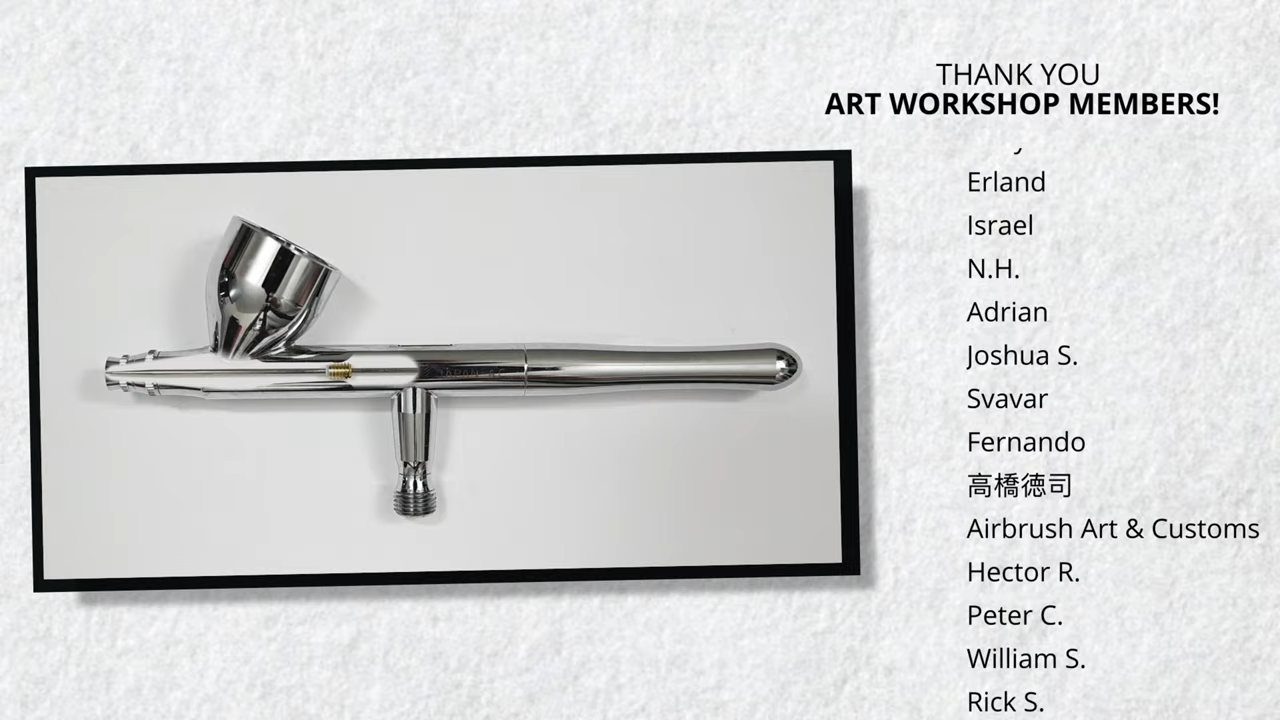 THANK YOU
ART WORKSHOP MEMBERS!
Erland
Israel
N.H.
Adrian
Joshua S.
Svavar
Fernando
高橋徳司
Airbrush Art & Customs
Hector R.
Peter C.
William S.
Rick S.